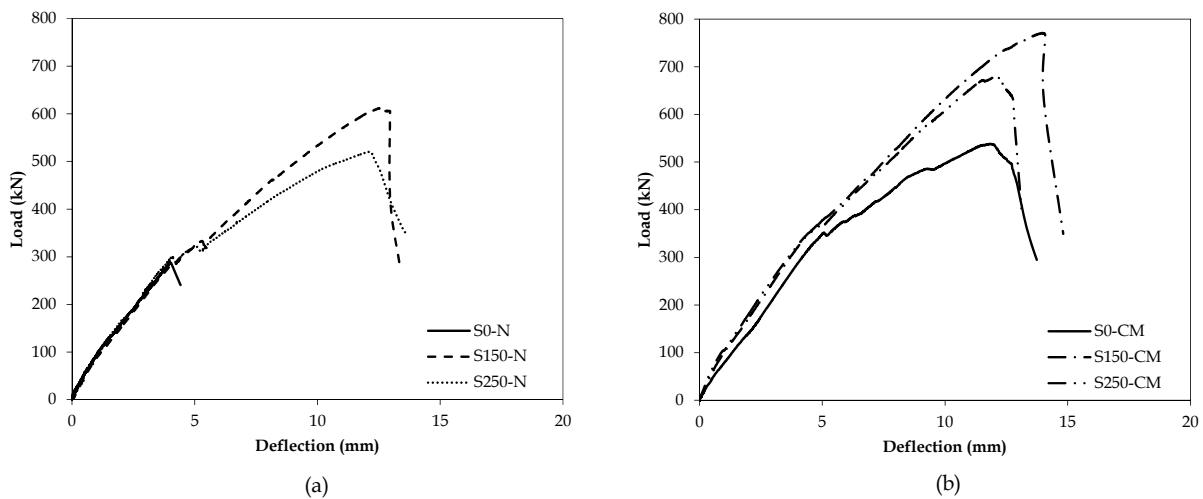 800
700
600
500
400
300
200
100
0
Load (kN)
0 5 10 15 20
Deflection (mm)
S0-N
S150-N
S250-N
(a)
800
700
600
500
400
300
200
100
0
Load (kN)
0 5 10 15 20
Deflection (mm)
S0-CM
S150-CM
S250-CM
(b)